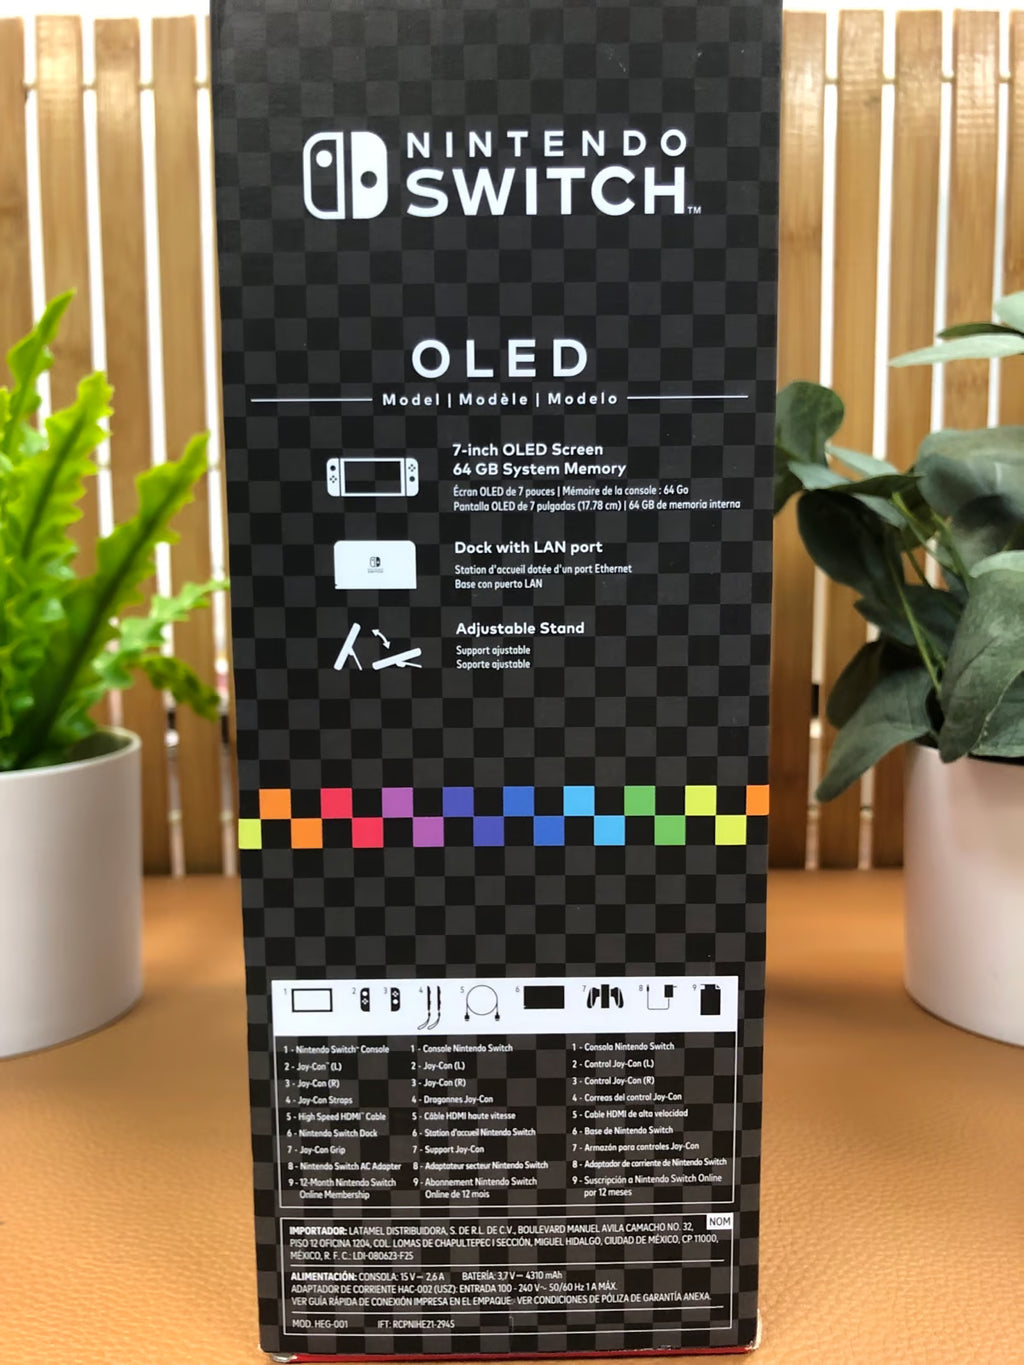 NINTENDO
SWITCH™
OLED
Model | Modèle | Modelo
7-inch OLED Screen
64 GB System Memory
Écran OLED de 7 pouces | Mémoire de la console : 64 Go
Pantalla OLED de 7 pulgadas (17.78 cm) | 64 GB de memoria interna
Dock with LAN port
Station d'accueil dotée d'un port Ethernet
Base con puerto LAN
Adjustable Stand
Support ajustable
Soporte ajustable
1 2 3 4 5 6 7 8 9
1 - Nintendo Switch™ Console
2 - Joy-Con™ (L)
3 - Joy-Con (R)
4 - Joy-Con Straps
5 - High Speed HDMI™ Cable
6 - Nintendo Switch Dock
7 - Joy-Con Grip
8 - Nintendo Switch AC Adapter
9 - 12-Month Nintendo Switch
Online Membership
1 - Console Nintendo Switch
2 - Joy-Con (L)
3 - Joy-Con (R)
4 - Dragonnes Joy-Con
5 - Câble HDMI haute vitesse
6 - Station d'accueil Nintendo Switch
7 - Support Joy-Con
8 - Adaptateur secteur Nintendo Switch
9 - Abonnement Nintendo Switch
Online de 12 mois
1 - Consola Nintendo Switch
2 - Control Joy-Con (L)
3 - Control Joy-Con (R)
4 - Correas del control Joy-Con
5 - Cable HDMI de alta velocidad
6 - Base de Nintendo Switch
7 - Armazón para controles Joy-Con
8 - Adaptador de corriente de Nintendo Switch
9 - Suscripción a Nintendo Switch Online
por 12 meses
NOM
IMPORTADOR: LATAMEL DISTRIBUIDORA, S. DE R.L. DE C.V., BOULEVARD MANUEL AVILA CAMACHO NO. 32,
PISO 12 OFICINA 1204, COL. LOMAS DE CHAPULTEPEC I SECCIÓN, MIGUEL HIDALGO, CIUDAD DE MÉXICO, CP 11000,
MÉXICO, R. F. C.: LDI-080623-F25
ALIMENTACIÓN: CONSOLA: 15 V⎓ 2,6 A BATERÍA: 3,7 V⎓ 4310 mAh
ADAPTADOR DE CORRIENTE HAC-002 (USZ): ENTRADA 100 - 240 V~ 50/60 Hz 1 A MÁX.
VER GUÍA RÁPIDA DE CONEXIÓN IMPRESA EN EL EMPAQUE. VER CONDICIONES DE PÓLIZA DE GARANTÍA ANEXA.
MOD. HEG-001 IFT: RCPNIHE21-2945